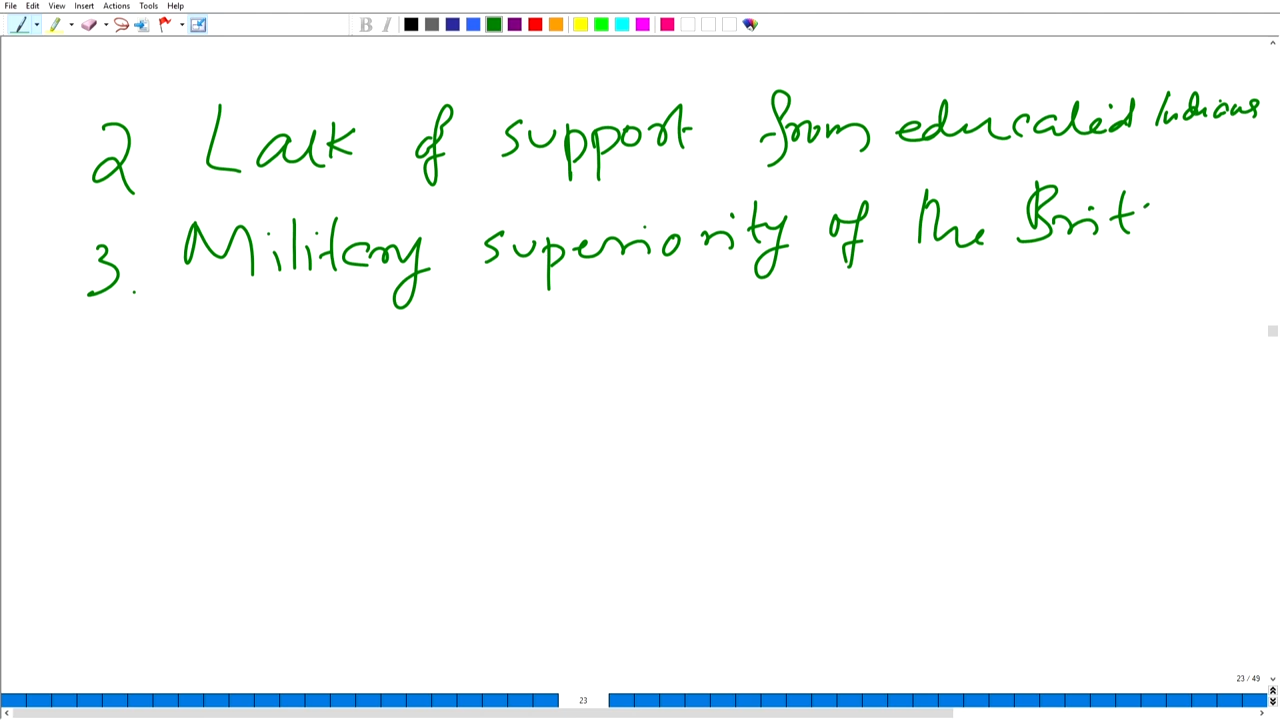 File Edit View Insert Actions Tools Help
B I
2 Lack of support from educated Indians
3. Military superiority of the Brit
23 / 49
23